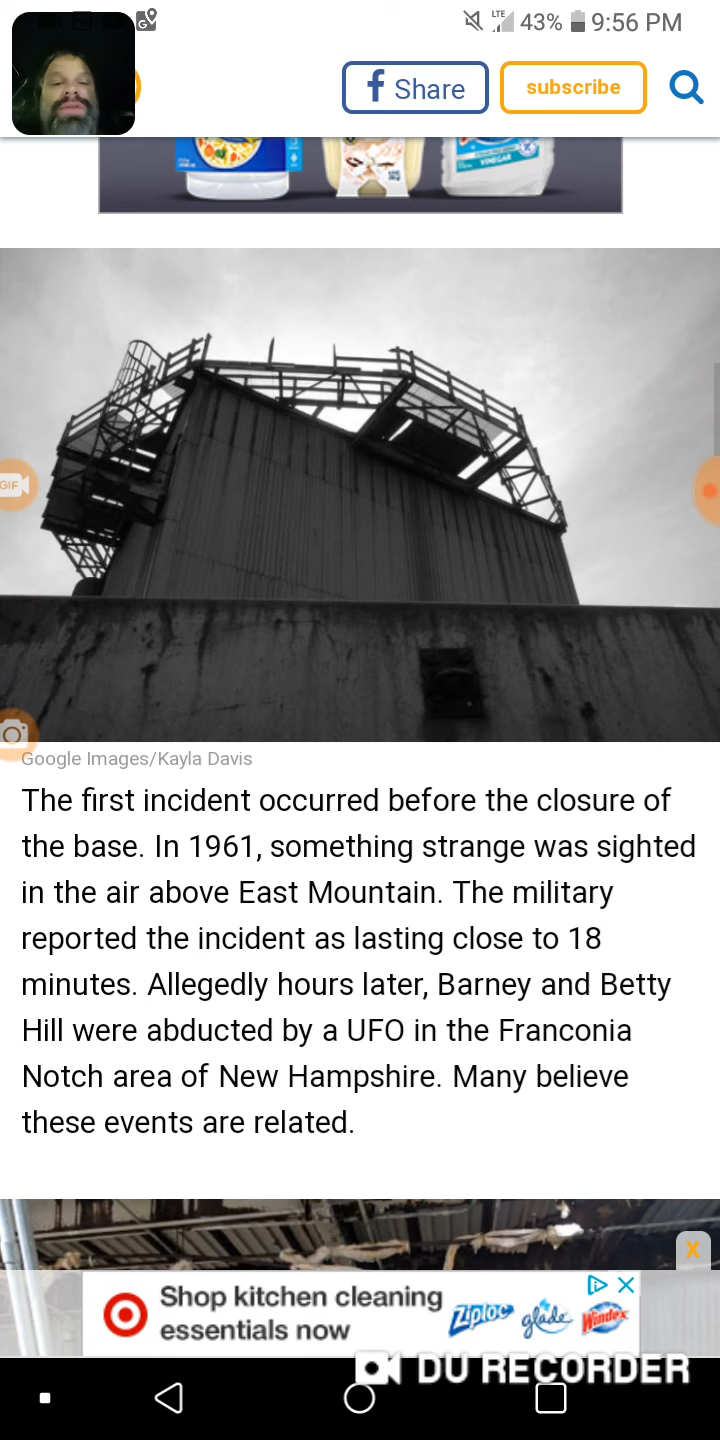 LTE 43% 9:56 PM
f Share
subscribe
VINEGAR
GIF
Google Images/Kayla Davis
The first incident occurred before the closure of
the base. In 1961, something strange was sighted
in the air above East Mountain. The military
reported the incident as lasting close to 18
minutes. Allegedly hours later, Barney and Betty
Hill were abducted by a UFO in the Franconia
Notch area of New Hampshire. Many believe
these events are related.
X
Shop kitchen cleaning
essentials now
Ziploc glade Windex
DU RECORDER